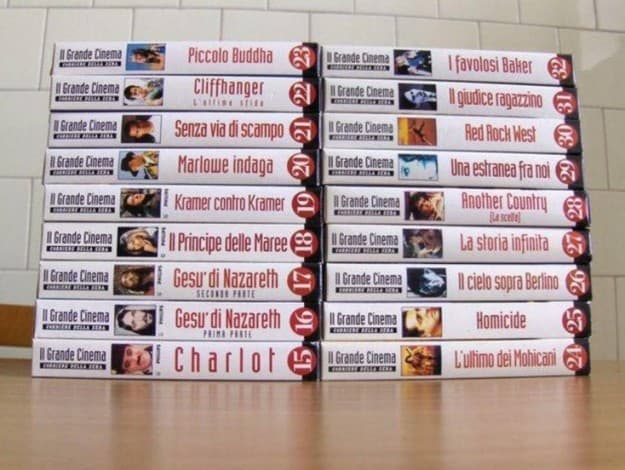 Il Grande Cinema
CORRIERE DELLA SERA
Piccolo Buddha
23
Il Grande Cinema
CORRIERE DELLA SERA
Cliffhanger
L'ultima sfida
22
Il Grande Cinema
CORRIERE DELLA SERA
Senza via di scampo
21
Il Grande Cinema
CORRIERE DELLA SERA
Marlowe indaga
20
Il Grande Cinema
CORRIERE DELLA SERA
Kramer contro Kramer
19
Il Grande Cinema
CORRIERE DELLA SERA
Il Principe delle Maree
18
Il Grande Cinema
CORRIERE DELLA SERA
Gesu' di Nazareth
SECONDA PARTE
17
Il Grande Cinema
CORRIERE DELLA SERA
Gesu' di Nazareth
PRIMA PARTE
16
Il Grande Cinema
CORRIERE DELLA SERA
Charlot
15
Il Grande Cinema
CORRIERE DELLA SERA
I favolosi Baker
32
Il Grande Cinema
CORRIERE DELLA SERA
Il giudice ragazzino
31
Il Grande Cinema
CORRIERE DELLA SERA
Red Rock West
30
Il Grande Cinema
CORRIERE DELLA SERA
Una estranea fra noi
29
Il Grande Cinema
CORRIERE DELLA SERA
Another Country
(La scelta)
28
Il Grande Cinema
CORRIERE DELLA SERA
La storia infinita
27
Il Grande Cinema
CORRIERE DELLA SERA
Il cielo sopra Berlino
26
Il Grande Cinema
CORRIERE DELLA SERA
Homicide
25
Il Grande Cinema
CORRIERE DELLA SERA
L'ultimo dei Mohicani
24